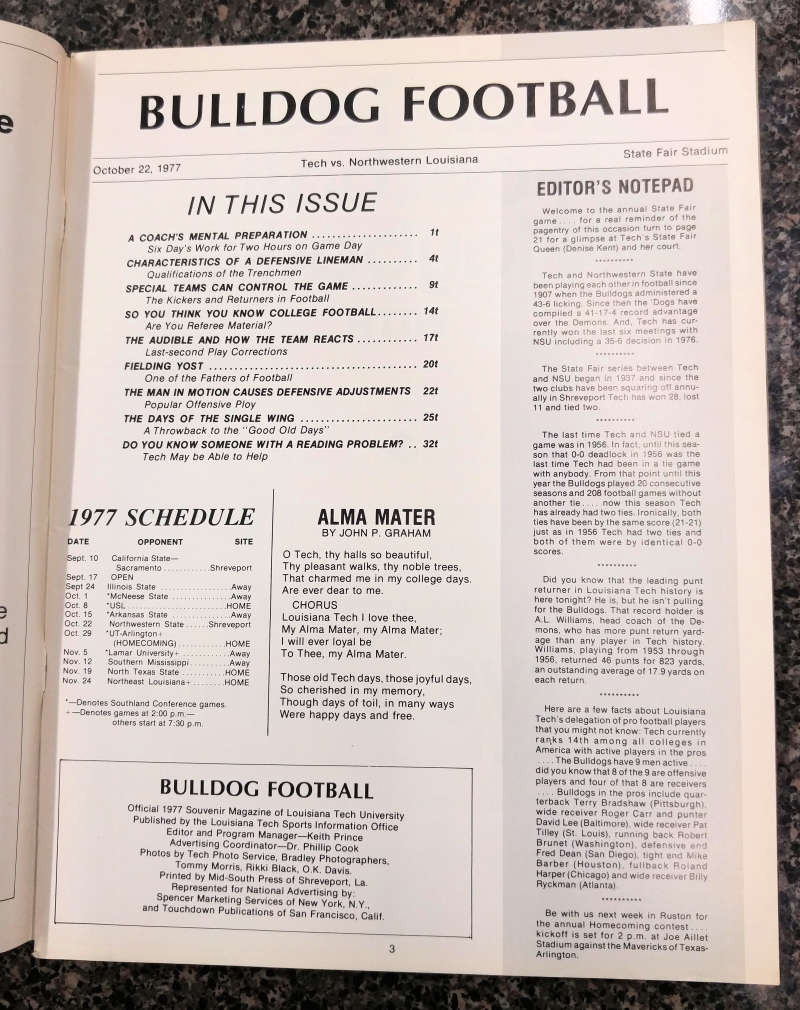 e
e
d
BULLDOG FOOTBALL
October 22, 1977 Tech vs. Northwestern Louisiana State Fair Stadium
IN THIS ISSUE
A COACH'S MENTAL PREPARATION .................... 1t
Six Day's Work for Two Hours on Game Day
CHARACTERISTICS OF A DEFENSIVE LINEMAN .......... 4t
Qualifications of the Trenchmen
SPECIAL TEAMS CAN CONTROL THE GAME ............. 9t
The Kickers and Returners in Football
SO YOU THINK YOU KNOW COLLEGE FOOTBALL........ 14t
Are You Referee Material?
THE AUDIBLE AND HOW THE TEAM REACTS ............ 17t
Last-second Play Corrections
FIELDING YOST .................................... 20t
One of the Fathers of Football
THE MAN IN MOTION CAUSES DEFENSIVE ADJUSTMENTS 22t
Popular Offensive Ploy
THE DAYS OF THE SINGLE WING ..................... 25t
A Throwback to the "Good Old Days"
DO YOU KNOW SOMEONE WITH A READING PROBLEM? .. 32t
Tech May be Able to Help
1977 SCHEDULE
DATE OPPONENT SITE
Sept. 10 California State—
Sacramento ............Shreveport
Sept. 17 OPEN
Sept 24 Illinois State ................Away
Oct. 1 *McNeese State ..............Away
Oct. 8 *USL.........................HOME
Oct. 15 *Arkansas State ..............Away
Oct. 22 Northwestern State ......Shreveport
Oct. 29 *UT-Arlington+
(HOMECOMING) ...............HOME
Nov. 5 *Lamar University+ ...........Away
Nov. 12 Southern Mississippi...........Away
Nov. 19 North Texas State ...........HOME
Nov. 24 Northeast Louisiana+ ........HOME
*—Denotes Southland Conference games.
+—Denotes games at 2:00 p.m.—
others start at 7:30 p.m.
ALMA MATER
BY JOHN P. GRAHAM
O Tech, thy halls so beautiful,
Thy pleasant walks, thy noble trees,
That charmed me in my college days.
Are ever dear to me.
CHORUS
Louisiana Tech I love thee,
My Alma Mater, my Alma Mater;
I will ever loyal be
To Thee, my Alma Mater.
Those old Tech days, those joyful days,
So cherished in my memory,
Though days of toil, in many ways
Were happy days and free.
BULLDOG FOOTBALL
Official 1977 Souvenir Magazine of Louisiana Tech University
Published by the Louisiana Tech Sports Information Office
Editor and Program Manager—Keith Prince
Advertising Coordinator—Dr. Phillip Cook
Photos by Tech Photo Service, Bradley Photographers,
Tommy Morris, Rikki Black, O.K. Davis.
Printed by Mid-South Press of Shreveport, La.
Represented for National Advertising by:
Spencer Marketing Services of New York, N.Y.,
and Touchdown Publications of San Francisco, Calif.
EDITOR'S NOTEPAD
Welcome to the annual State Fair
game .... for a real reminder of the
pagentry of this occasion turn to page
21 for a glimpse at Tech's State Fair
Queen (Denise Kent) and her court.
**********
Tech and Northwestern State have
been playing each other in football since
1907 when the Bulldogs administered a
43-6 licking. Since then the 'Dogs have
compiled a 41-17-4 record advantage
over the Demons. And, Tech has cur-
rently won the last six meetings with
NSU including a 35-6 decision in 1976.
**********
The State Fair series between Tech
and NSU began in 1937 and since the
two clubs have been squaring off annu-
ally in Shreveport Tech has won 28, lost
11 and tied two.
**********
The last time Tech and NSU tied a
game was in 1956. In fact, until this sea-
son that 0-0 deadlock in 1956 was the
last time Tech had been in a tie game
with anybody. From that point until this
year the Bulldogs played 20 consecutive
seasons and 208 football games without
another tie .... now this season Tech
has already had two ties. Ironically, both
ties have been by the same score (21-21)
just as in 1956 Tech had two ties and
both of them were by identical 0-0
scores.
**********
Did you know that the leading punt
returner in Louisiana Tech history is
here tonight? He is, but he isn't pulling
for the Bulldogs. That record holder is
A.L. Williams, head coach of the De-
mons, who has more punt return yard-
age than any player in Tech history.
Williams, playing from 1953 through
1956, returned 46 punts for 823 yards,
an outstanding average of 17.9 yards on
each return.
**********
Here are a few facts about Louisiana
Tech's delegation of pro football players
that you might not know: Tech currently
ranks 14th among all colleges in
America with active players in the pros
.... The Bulldogs have 9 men active ....
did you know that 8 of the 9 are offensive
players and four of that 8 are receivers
.... Bulldogs in the pros include quar-
terback Terry Bradshaw (Pittsburgh),
wide receiver Roger Carr and punter
David Lee (Baltimore), wide receiver Pat
Tilley (St. Louis), running back Robert
Brunet (Washington), defensive end
Fred Dean (San Diego), tight end Mike
Barber (Houston), fullback Roland
Harper (Chicago) and wide receiver Billy
Ryckman (Atlanta).
**********
Be with us next week in Ruston for
the annual Homecoming contest ....
kickoff is set for 2 p.m. at Joe Aillet
Stadium against the Mavericks of Texas-
Arlington.
3